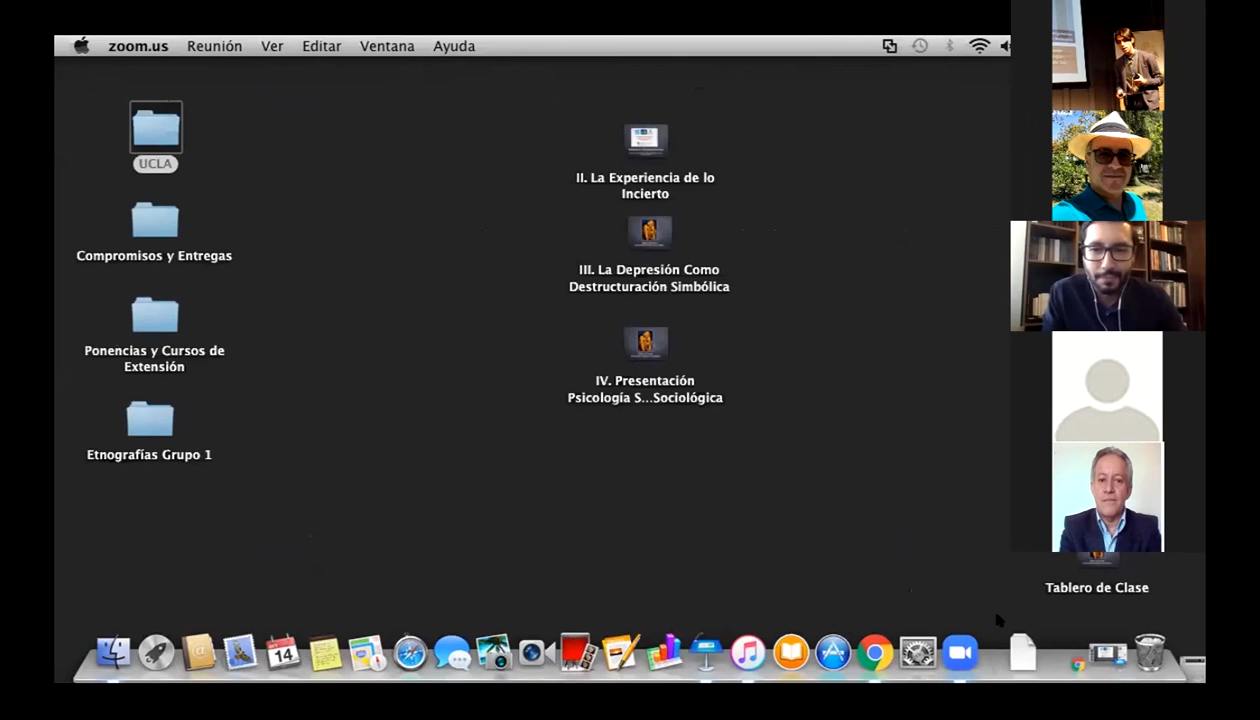 zoom.us Reunión Ver Editar Ventana Ayuda
UCLA
II. La Experiencia de lo
Incierto
Compromisos y Entregas
III. La Depresión Como
Destructuración Simbólica
Ponencias y Cursos de
Extensión
IV. Presentación
Psicología S...Sociológica
Etnografías Grupo 1
Tablero de Clase
14